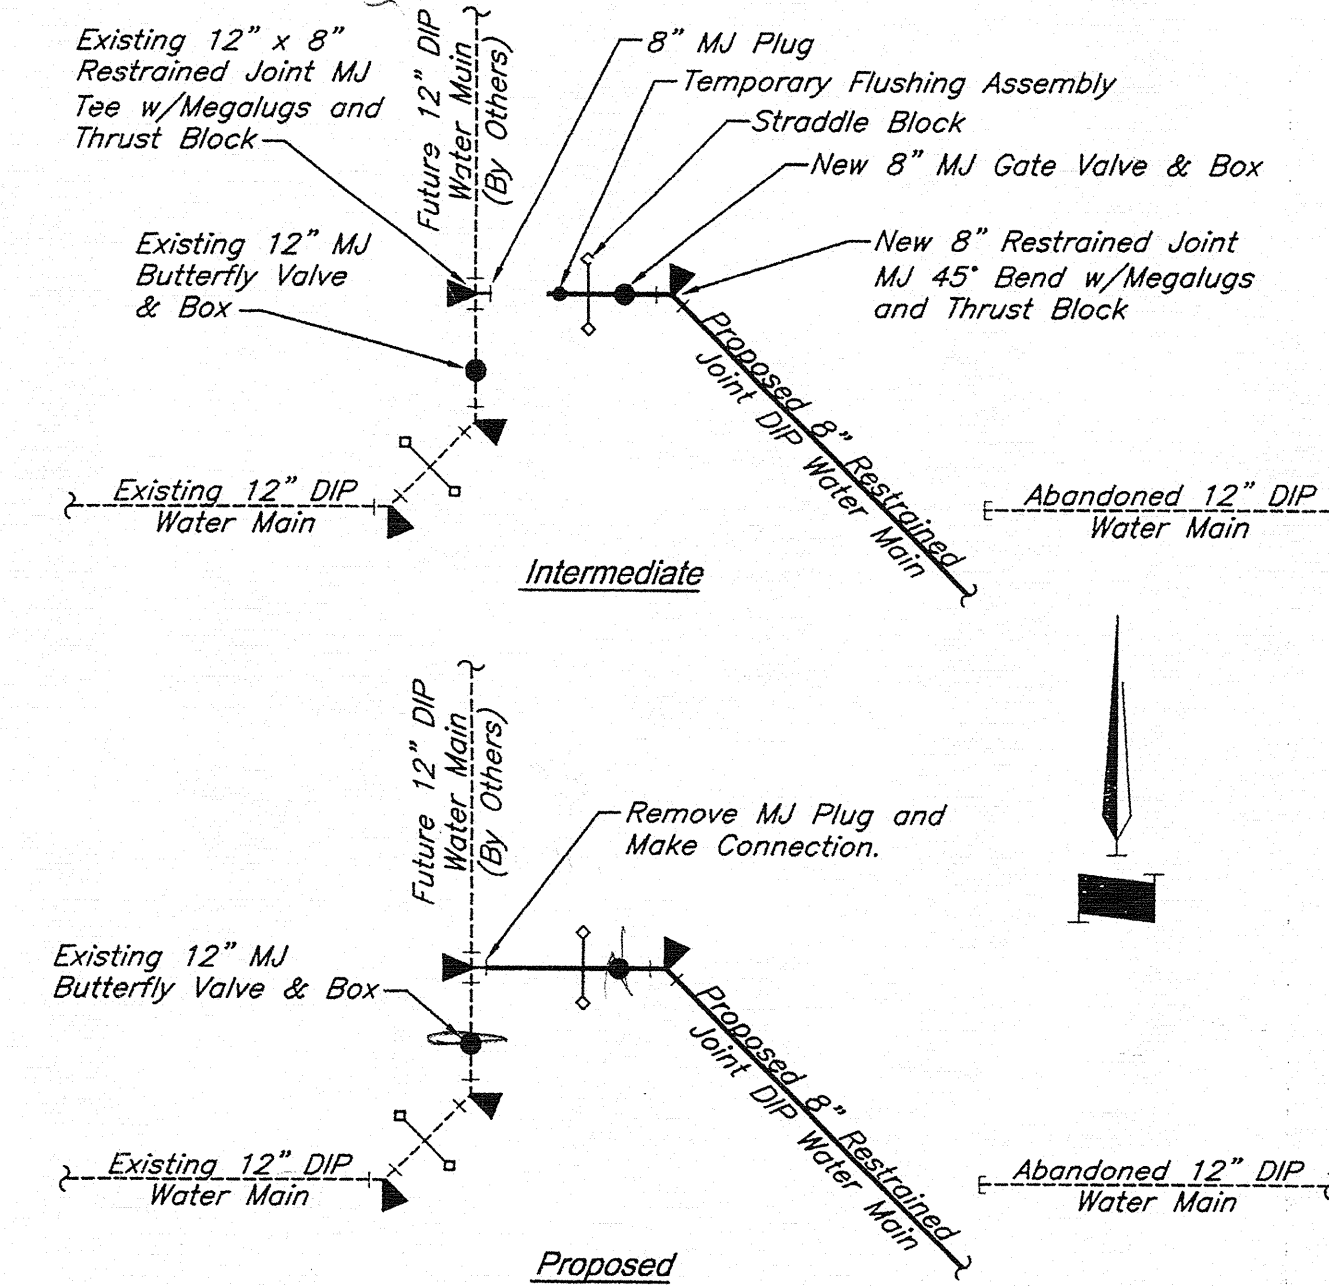 Existing 12" x 8"
Restrained Joint MJ
Tee w/Megalugs and
Thrust Block
Future 12" DIP
Water Main
(By Others)
8" MJ Plug
Temporary Flushing Assembly
Straddle Block
New 8" MJ Gate Valve & Box
Existing 12" MJ
Butterfly Valve
& Box
New 8" Restrained Joint
MJ 45° Bend w/Megalugs
and Thrust Block
Proposed 8" Restrained
Joint DIP Water Main
Existing 12" DIP
Water Main
Abandoned 12" DIP
Water Main
Intermediate
Future 12" DIP
Water Main
(By Others)
Remove MJ Plug and
Make Connection.
Existing 12" MJ
Butterfly Valve & Box
Proposed 8" Restrained
Joint DIP Water Main
Existing 12" DIP
Water Main
Abandoned 12" DIP
Water Main
Proposed